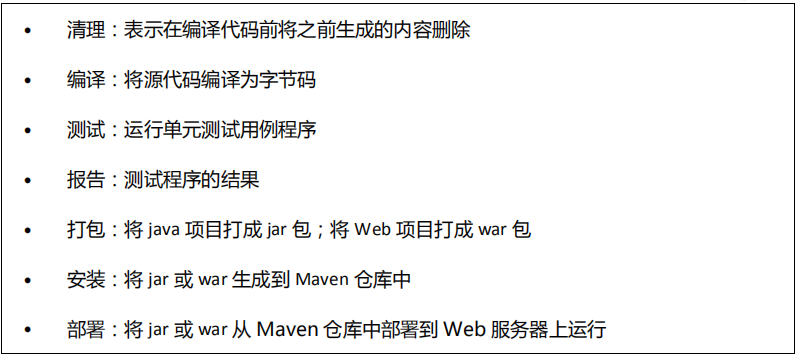 • 清理：表示在编译代码前将之前生成的内容删除
• 编译：将源代码编译为字节码
• 测试：运行单元测试用例程序
• 报告：测试程序的结果
• 打包：将 java 项目打成 jar 包；将 Web 项目打成 war 包
• 安装：将 jar 或 war 生成到 Maven 仓库中
• 部署：将 jar 或 war 从 Maven 仓库中部署到 Web 服务器上运行